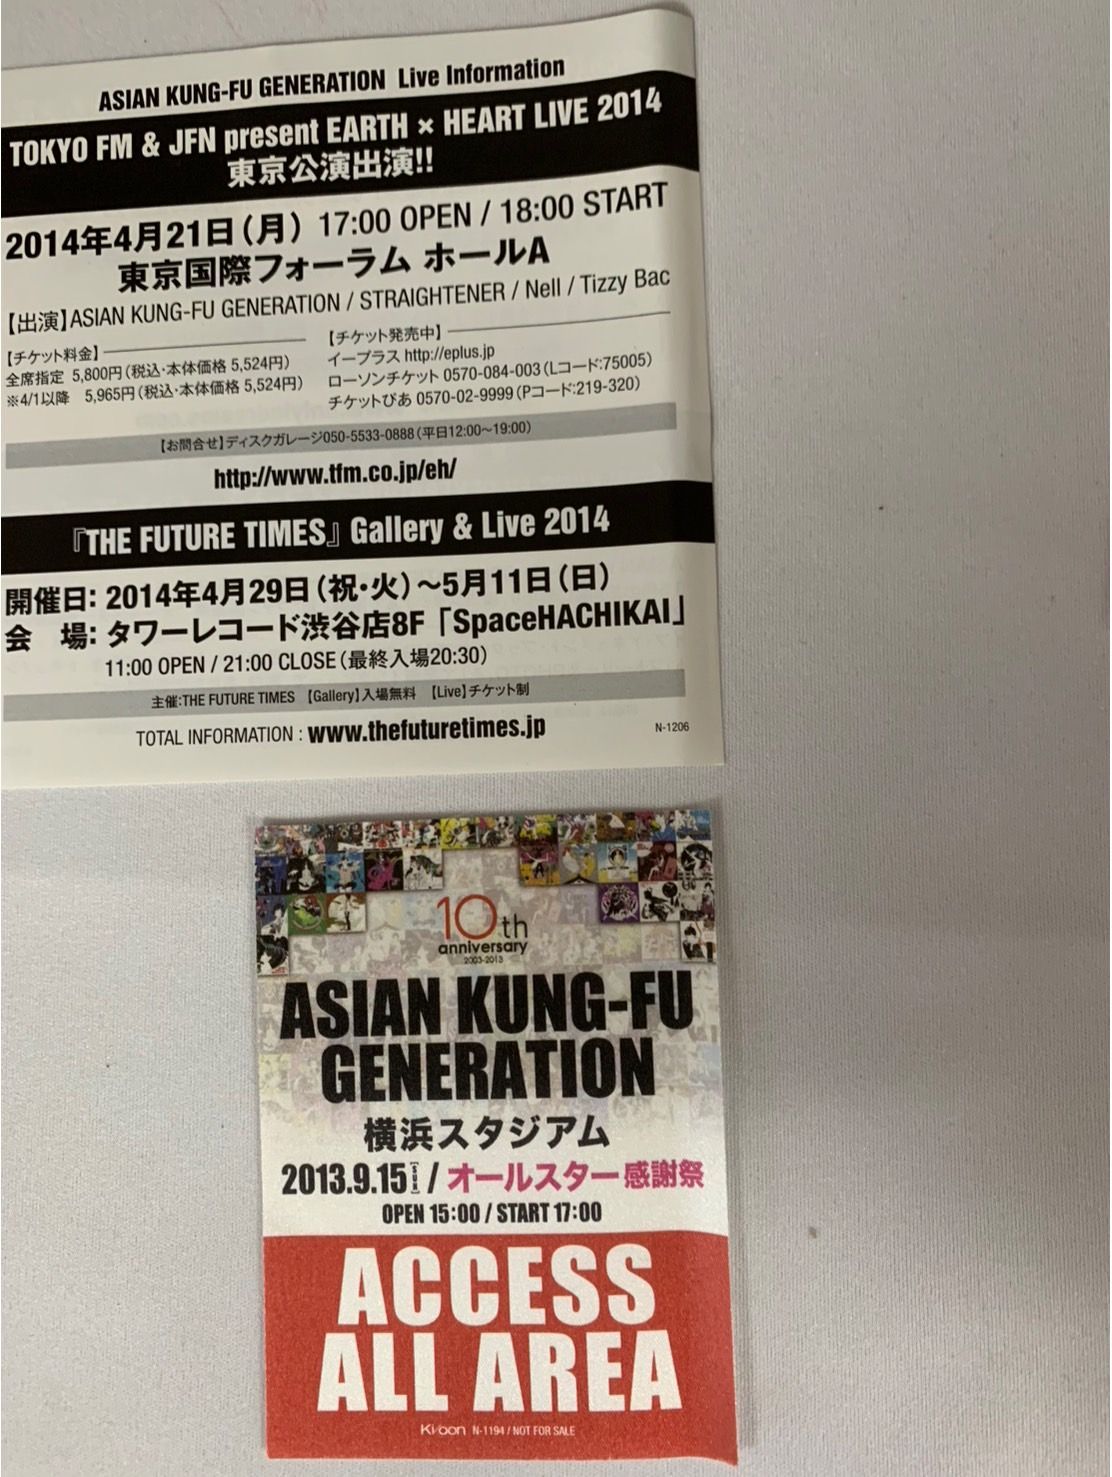 ASIAN KUNG-FU GENERATION Live Information
TOKYO FM & JFN present EARTH × HEART LIVE 2014
東京公演出演!!
2014年4月21日(月) 17:00 OPEN / 18:00 START
東京国際フォーラム ホールA
【出演】ASIAN KUNG-FU GENERATION / STRAIGHTENER / Nell / Tizzy Bac
【チケット料金】
全席指定 5,800円(税込・本体価格 5,524円)
※4/1以降 5,965円(税込・本体価格 5,524円)
【チケット発売中】
イープラス http://eplus.jp
ローソンチケット 0570-084-003(Lコード:75005)
チケットぴあ 0570-02-9999(Pコード:219-320)
【お問合せ】ディスクガレージ050-5533-0888(平日12:00~19:00)
http://www.tfm.co.jp/eh/
『THE FUTURE TIMES』 Gallery & Live 2014
開催日: 2014年4月29日(祝・火)~5月11日(日)
会 場: タワーレコード渋谷店8F「SpaceHACHIKAI」
11:00 OPEN / 21:00 CLOSE(最終入場20:30)
主催:THE FUTURE TIMES 【Gallery】入場無料 【Live】チケット制
TOTAL INFORMATION : www.thefuturetimes.jp
N-1206
10th
anniversary
2003-2013
ASIAN KUNG-FU
GENERATION
横浜スタジアム
2013.9.15[SUN] / オールスター感謝祭
OPEN 15:00 / START 17:00
ACCESS
ALL AREA
Ki/oon N-1194 / NOT FOR SALE